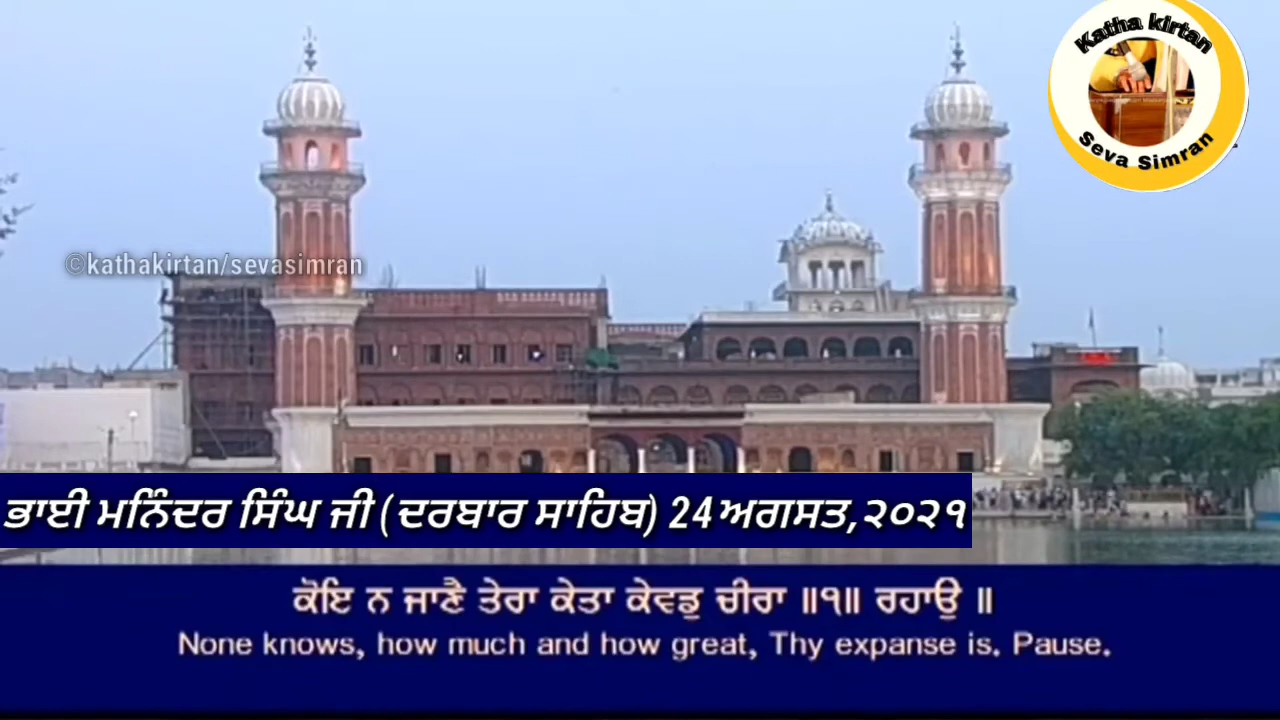 Katha kirtan
Seva Simran
©kathakirtan/sevasimran
ਭਾਈ ਮਨਿੰਦਰ ਸਿੰਘ ਜੀ (ਦਰਬਾਰ ਸਾਹਿਬ) 24 ਅਗਸਤ,੨੦੨੧
ਕੋਇ ਨ ਜਾਣੈ ਤੇਰਾ ਕੇਤਾ ਕੇਵਡੁ ਚੀਰਾ ॥੧॥ ਰਹਾਉ ॥
None knows, how much and how great, Thy expanse is. Pause.